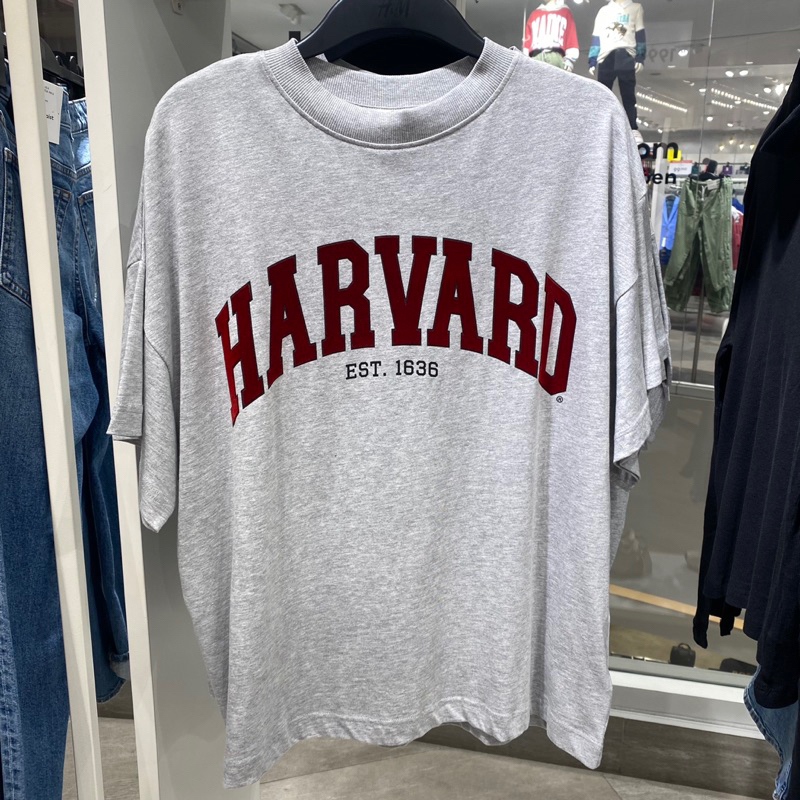 H&M
HARVARD
EST. 1636
®